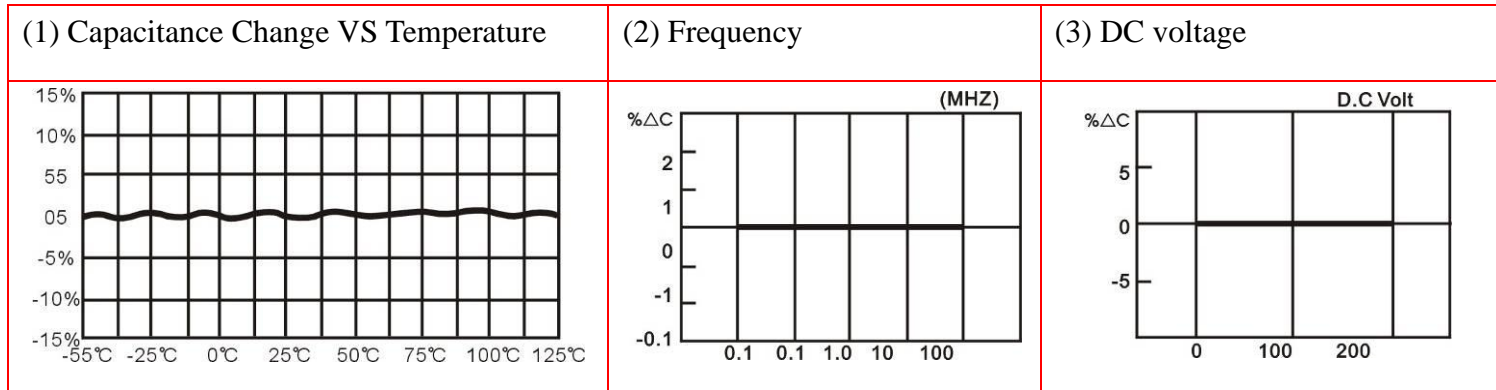 (1) Capacitance Change VS Temperature
(2) Frequency
(3) DC voltage
15%
10%
55
05
-5%
-10%
-15%
-55℃ -25℃ 0℃ 25℃ 50℃ 75℃ 100℃ 125℃
(MHZ)
%△C
2
1
0
-1
-0.1
0.1 0.1 1.0 10 100
D.C Volt
%△C
5
0
-5
0 100 200